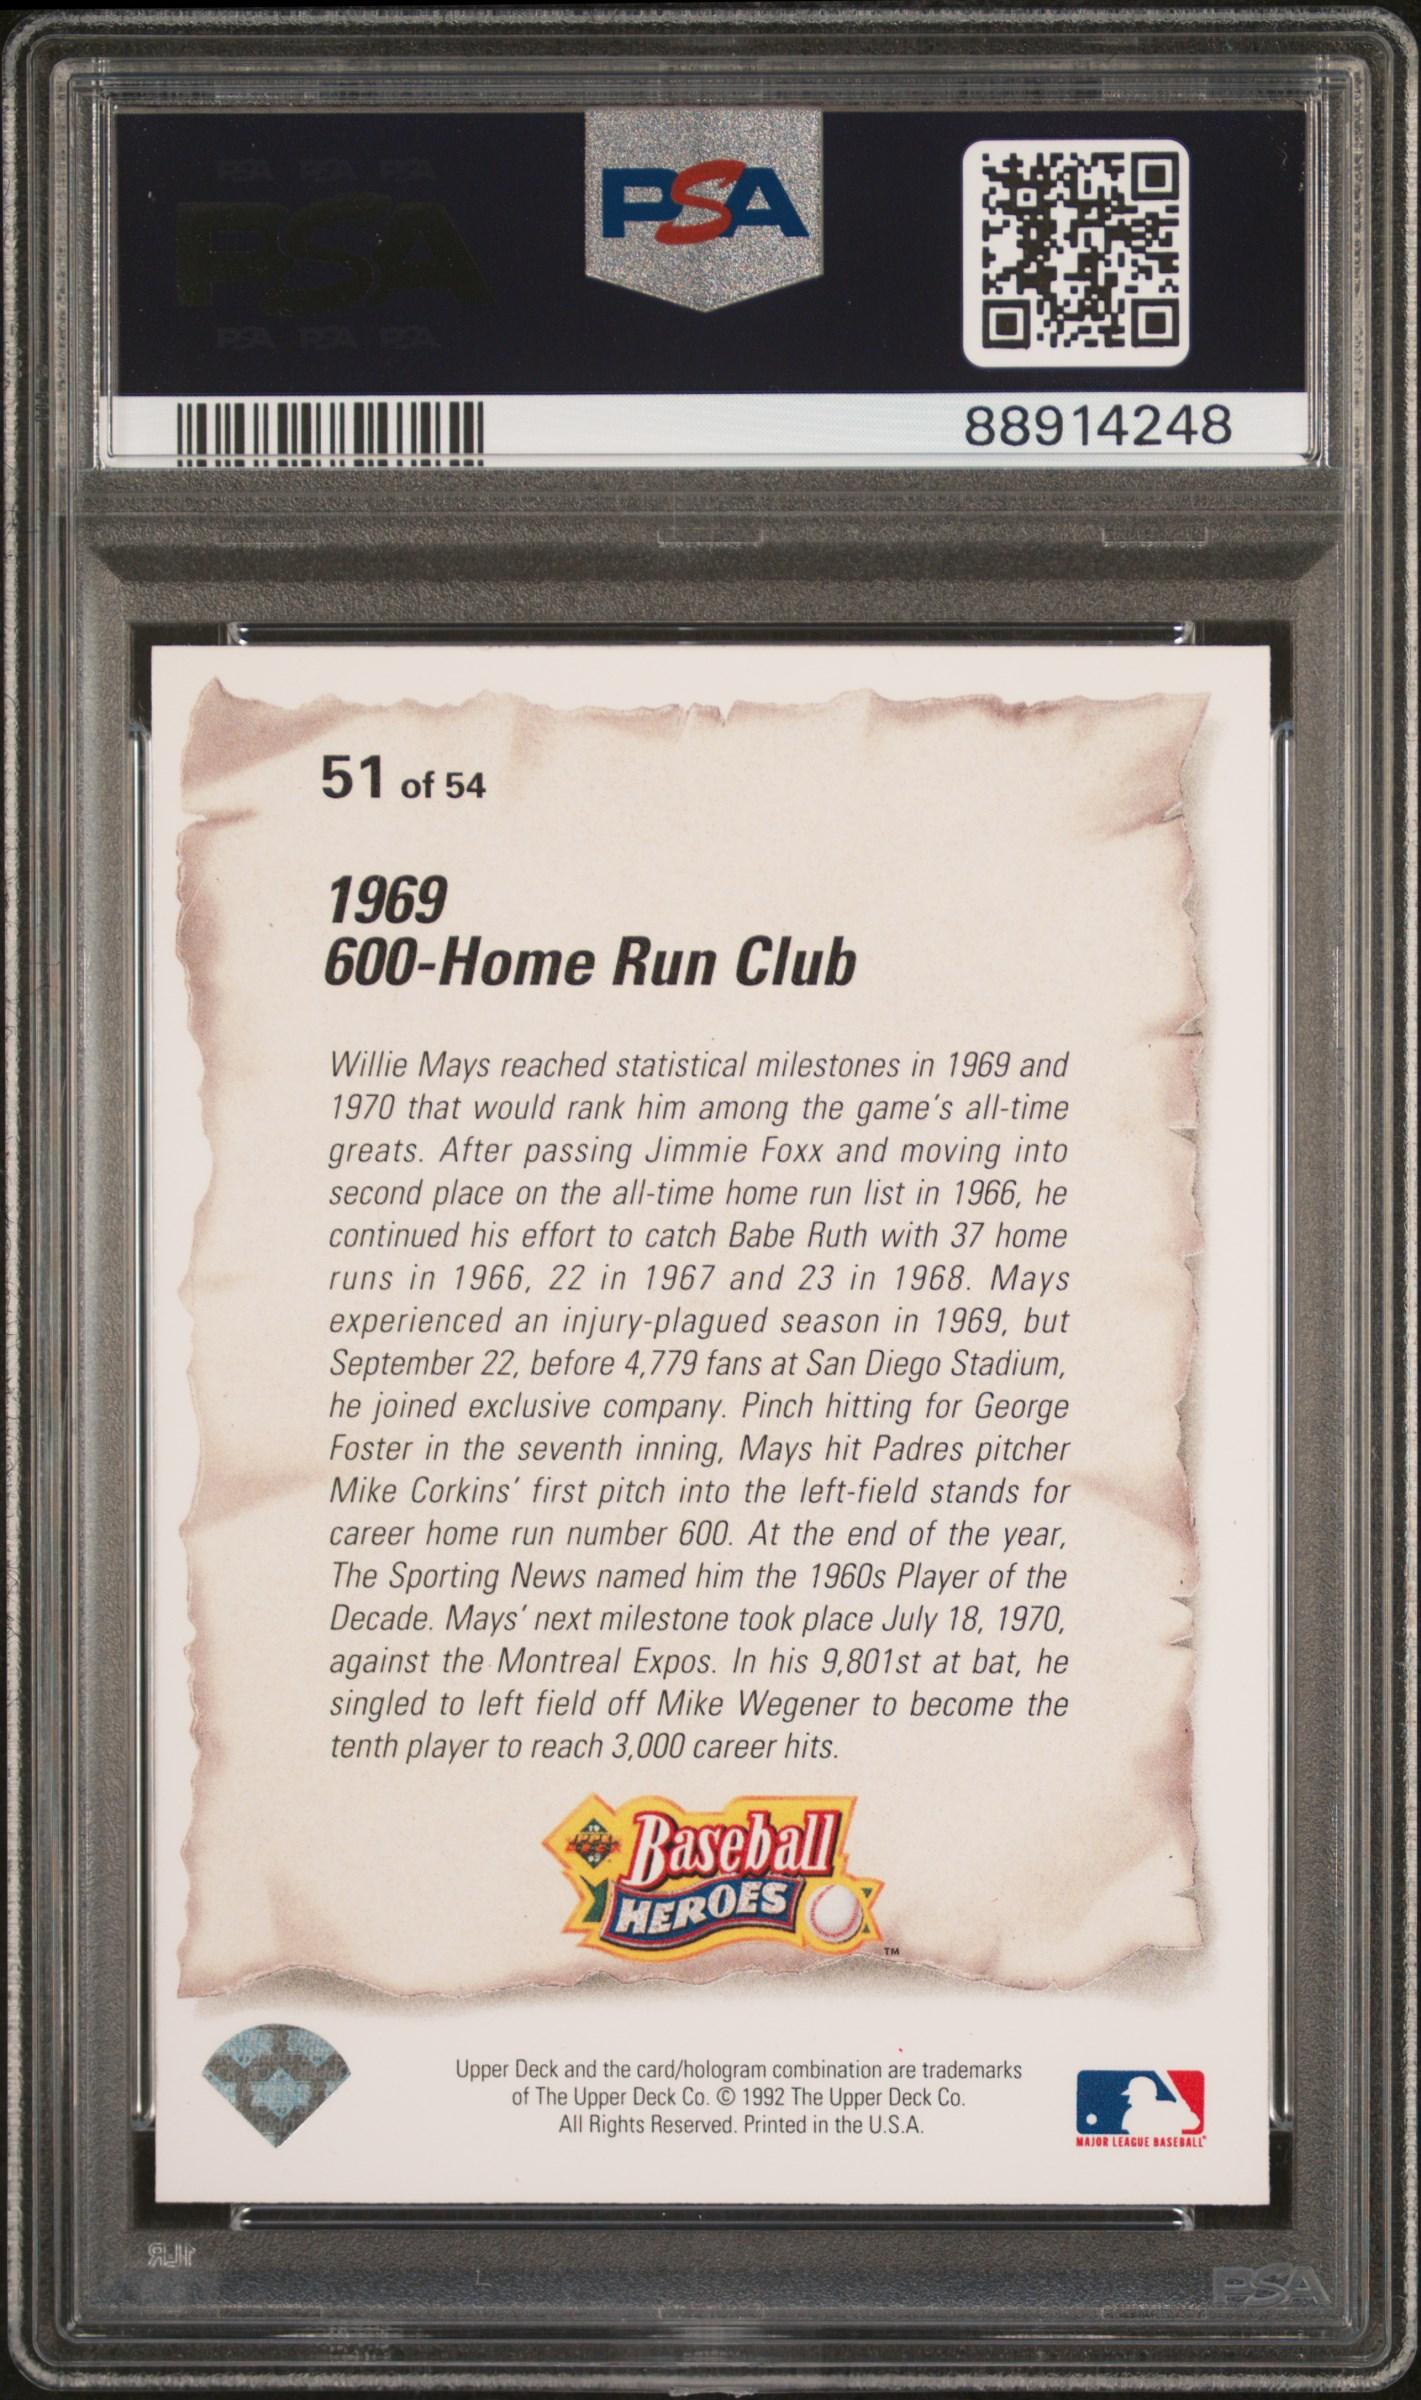 PSA PSA PSA
PSA
PSA PSA PSA
PSA
88914248
51 of 54
1969
600-Home Run Club
Willie Mays reached statistical milestones in 1969 and
1970 that would rank him among the game's all-time
greats. After passing Jimmie Foxx and moving into
second place on the all-time home run list in 1966, he
continued his effort to catch Babe Ruth with 37 home
runs in 1966, 22 in 1967 and 23 in 1968. Mays
experienced an injury-plagued season in 1969, but
September 22, before 4,779 fans at San Diego Stadium,
he joined exclusive company. Pinch hitting for George
Foster in the seventh inning, Mays hit Padres pitcher
Mike Corkins' first pitch into the left-field stands for
career home run number 600. At the end of the year,
The Sporting News named him the 1960s Player of the
Decade. Mays' next milestone took place July 18, 1970,
against the Montreal Expos. In his 9,801st at bat, he
singled to left field off Mike Wegener to become the
tenth player to reach 3,000 career hits.
Baseball
HEROES
TM
Upper Deck and the card/hologram combination are trademarks
of The Upper Deck Co. © 1992 The Upper Deck Co.
All Rights Reserved. Printed in the U.S.A.
MAJOR LEAGUE BASEBALL
PSA